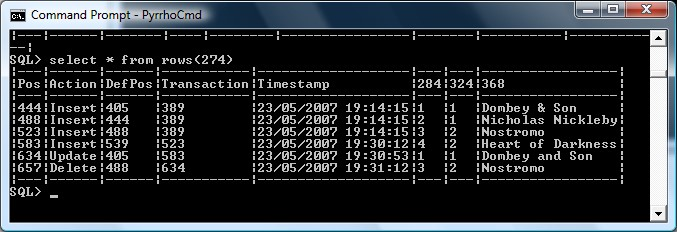 Command Prompt - PyrrhoCmd
|---|------|------|-----------|-------------------|---|---|-----------------|
--|
SQL> select * from rows(274)
|---|------|------|-----------|-------------------|---|---|-----------------|
|Pos|Action|DefPos|Transaction|Timestamp          |284|324|368              |
|---|------|------|-----------|-------------------|---|---|-----------------|
|444|Insert|405   |389        |23/05/2007 19:14:15|1  |1  |Dombey & Son     |
|488|Insert|444   |389        |23/05/2007 19:14:15|2  |1  |Nicholas Nickleby|
|523|Insert|488   |389        |23/05/2007 19:14:15|3  |2  |Nostromo         |
|583|Insert|539   |523        |23/05/2007 19:30:12|4  |2  |Heart of Darkness|
|634|Update|405   |583        |23/05/2007 19:30:53|1  |1  |Dombey and Son   |
|657|Delete|488   |634        |23/05/2007 19:31:12|3  |2  |Nostromo         |
|---|------|------|-----------|-------------------|---|---|-----------------|
SQL> _